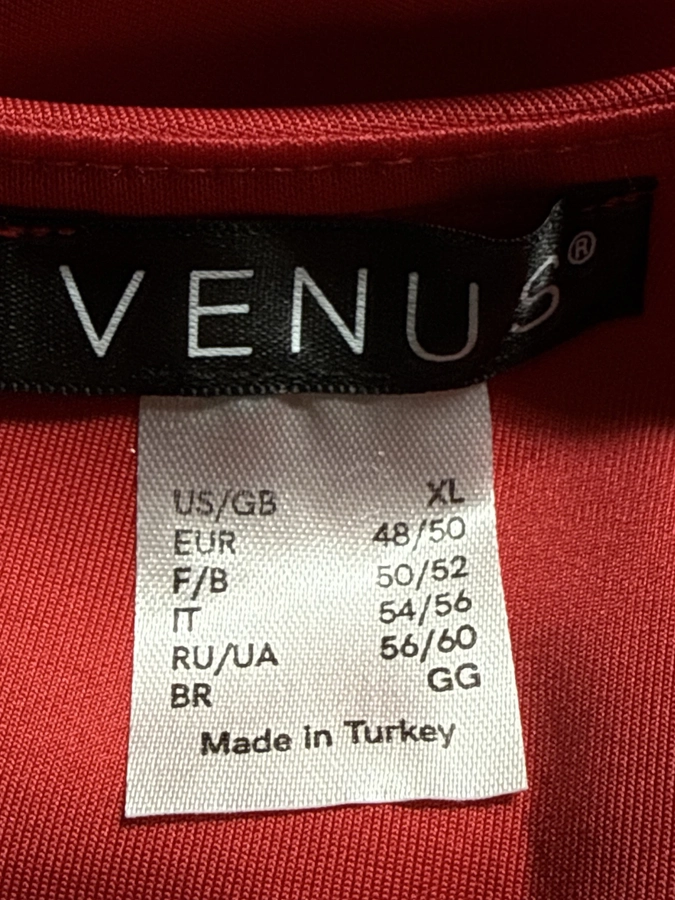 VENUS®
US/GB XL
EUR 48/50
F/B 50/52
IT 54/56
RU/UA 56/60
BR GG
Made in Turkey